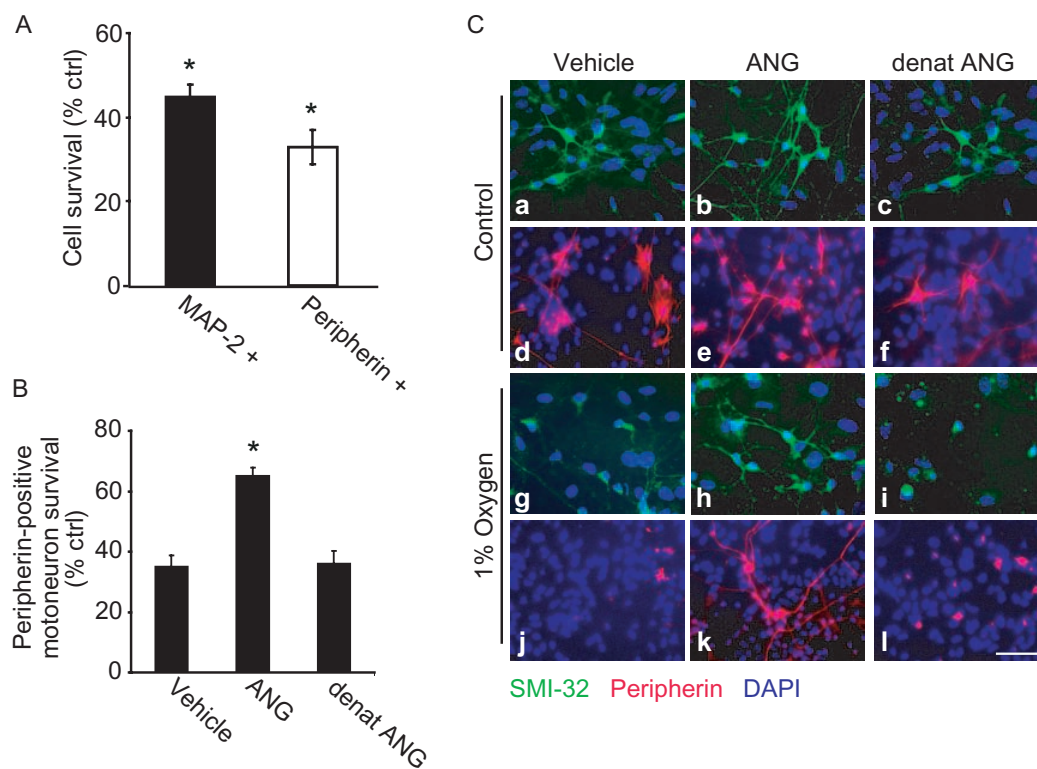 A
Cell survival (% ctrl)
60
40
20
0
*
*
MAP-2 +
Peripherin +
B
Peripherin-positive
motoneuron survival
(% ctrl)
80
60
40
20
0
*
Vehicle
ANG
denat ANG
C
Vehicle ANG denat ANG
Control
a b c
d e f
1% Oxygen
g h i
j k l
SMI-32 Peripherin DAPI